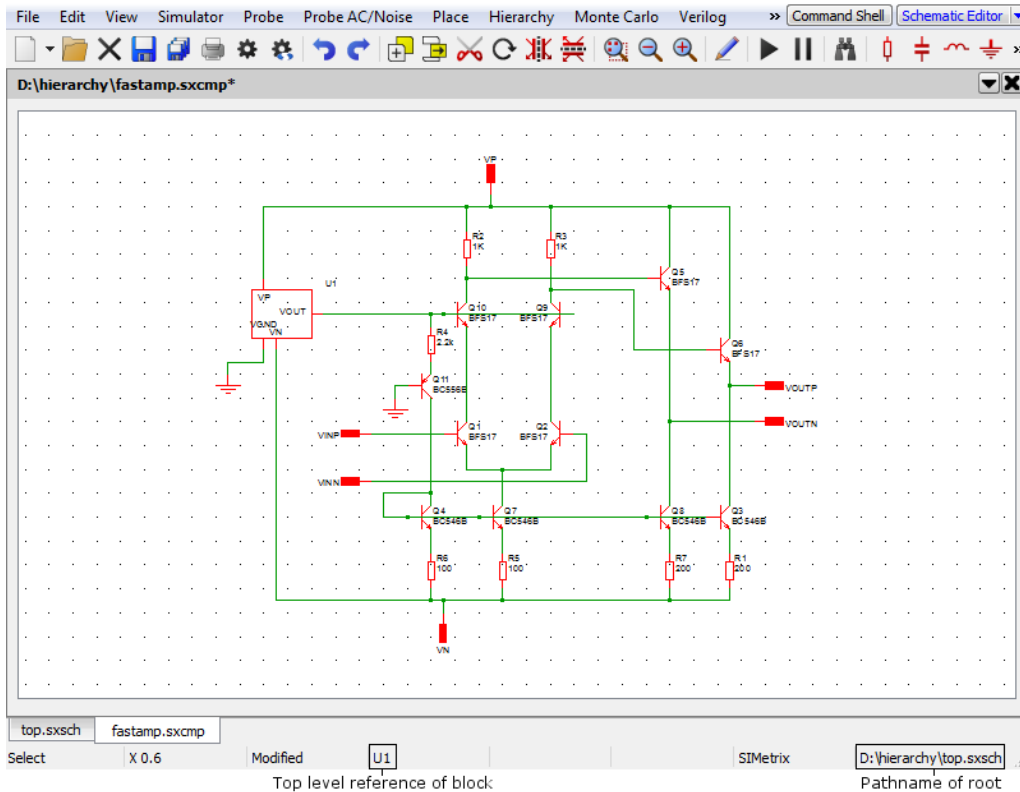 File Edit View Simulator Probe Probe AC/Noise Place Hierarchy Monte Carlo Verilog » Command Shell Schematic Editor
»
D:\hierarchy\fastamp.sxcmp*
VP
R2 R3
1K 1K
Q5
BFS17
U1
VP
VOUT
VGND
VN
Q10 Q9
BFS17 BFS17
R4
2.2k
Q6
BFS17
Q11
BC556B
VOUTP
VINP
Q1 Q2
BFS17 BFS17
VOUTN
VINN
Q4 Q7 Q8 Q3
BC546B BC546B BC546B BC546B
R6 R5 R7 R1
100 100 200 200
VN
top.sxsch fastamp.sxcmp
Select X 0.6 Modified U1 SIMetrix D:\hierarchy\top.sxsch
Top level reference of block Pathname of root